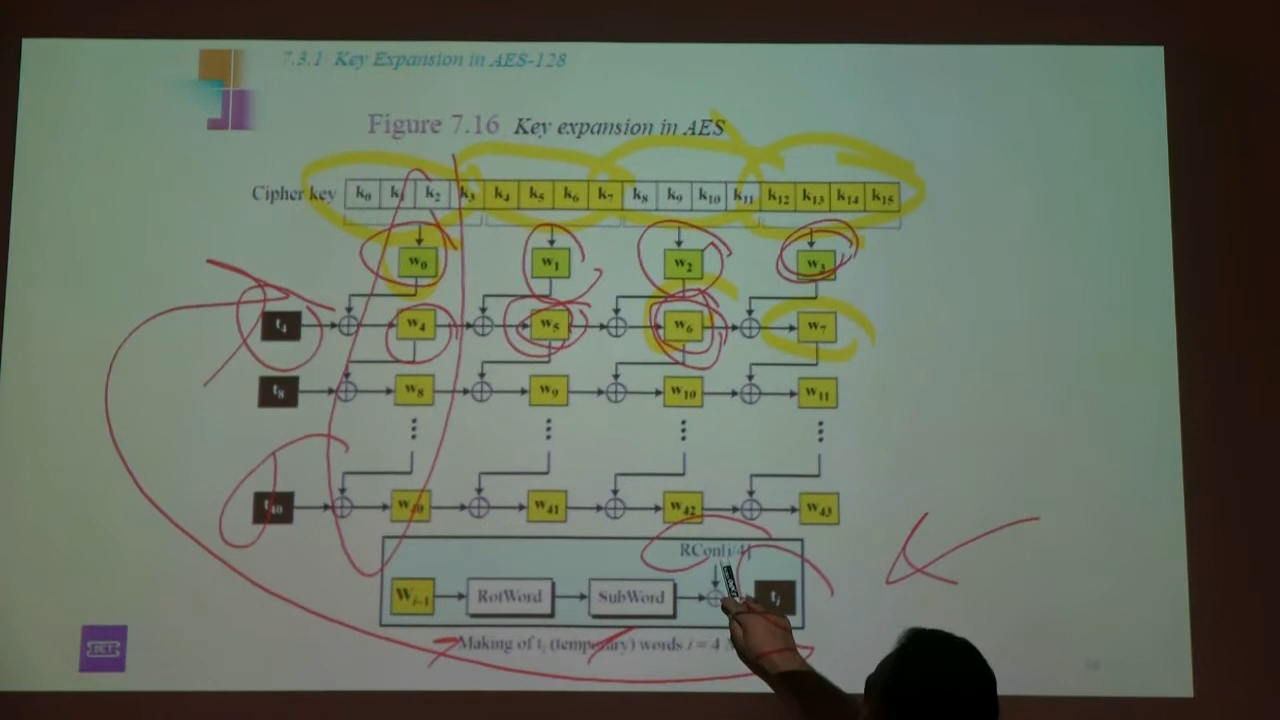 7.3.1 Key Expansion in AES-128
Figure 7.16 Key expansion in AES
Cipher key k0 k1 k2 k3 k4 k5 k6 k7 k8 k9 k10 k11 k12 k13 k14 k15
w0 w1 w2 w3
t4 w4 w5 w6 w7
t8 w8 w9 w10 w11
t40 w40 w41 w42 w43
RCon[i/4]
Wi-1 RotWord SubWord ti
Making of ti (temporary) words i = 4